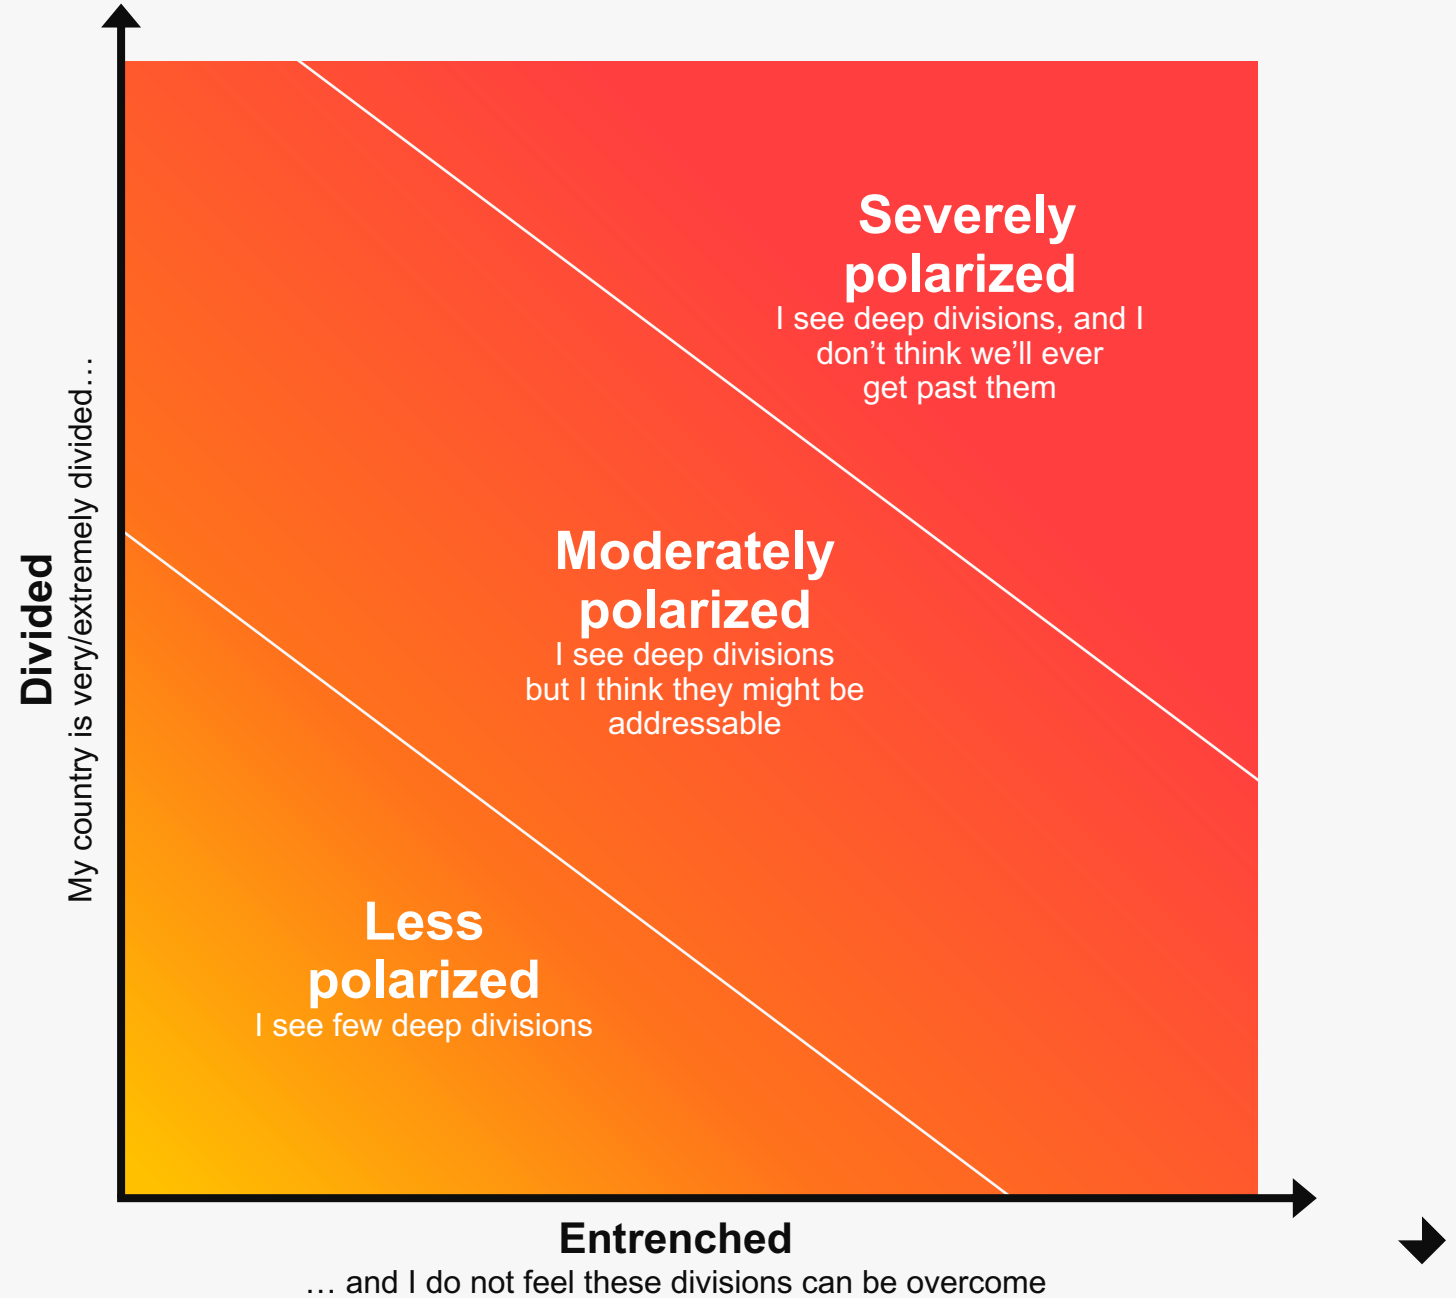 Severely
polarized
I see deep divisions, and I
don’t think we’ll ever
get past them
Divided
My country is very/extremely divided…
Moderately
polarized
I see deep divisions
but I think they might be
addressable
Less
polarized
I see few deep divisions
Entrenched
… and I do not feel these divisions can be overcome